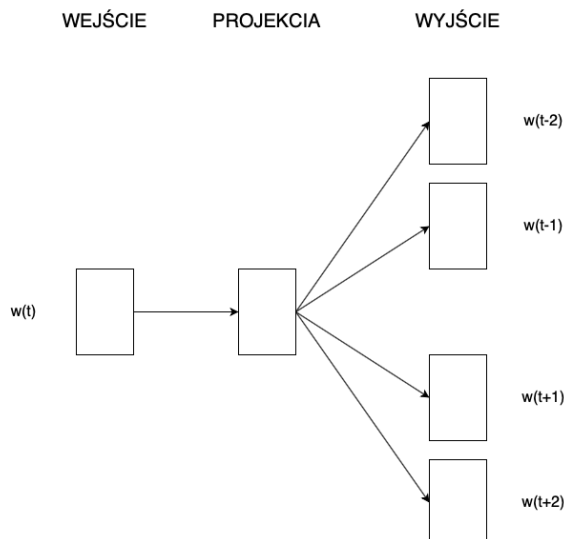 WEJŚCIE PROJEKCIA WYJŚCIE
w(t-2)
w(t-1)
w(t)
w(t+1)
w(t+2)